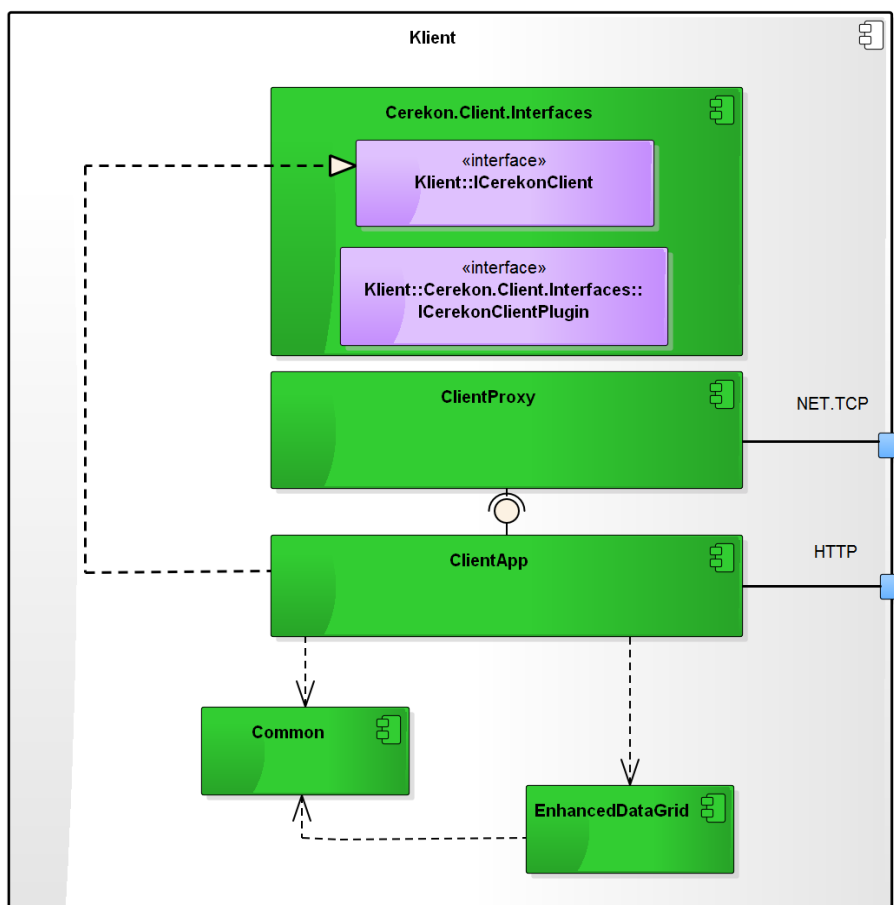 Klient
Cerekon.Client.Interfaces
«interface»
Klient::ICerekonClient
«interface»
Klient::Cerekon.Client.Interfaces::
ICerekonClientPlugin
ClientProxy
NET.TCP
ClientApp
HTTP
Common
EnhancedDataGrid